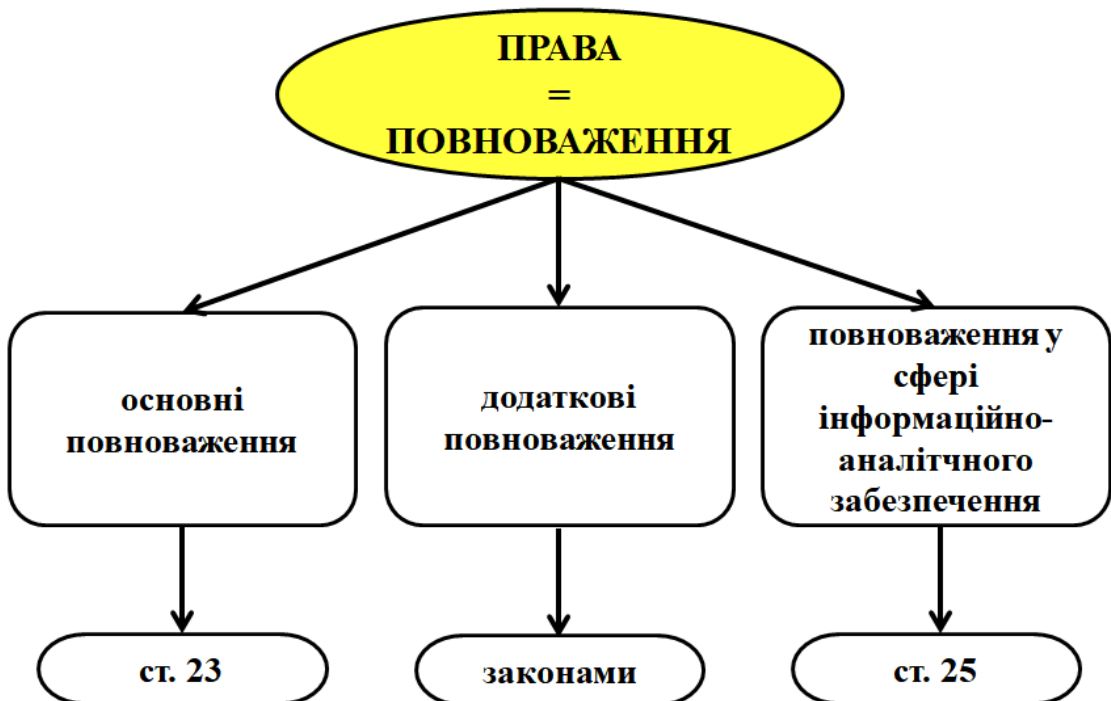 ПРАВА
=
ПОВНОВАЖЕННЯ
основні
повноваження
додаткові
повноваження
повноваження у
сфері
інформаційно-
аналітчного
забезпечення
ст. 23
законами
ст. 25